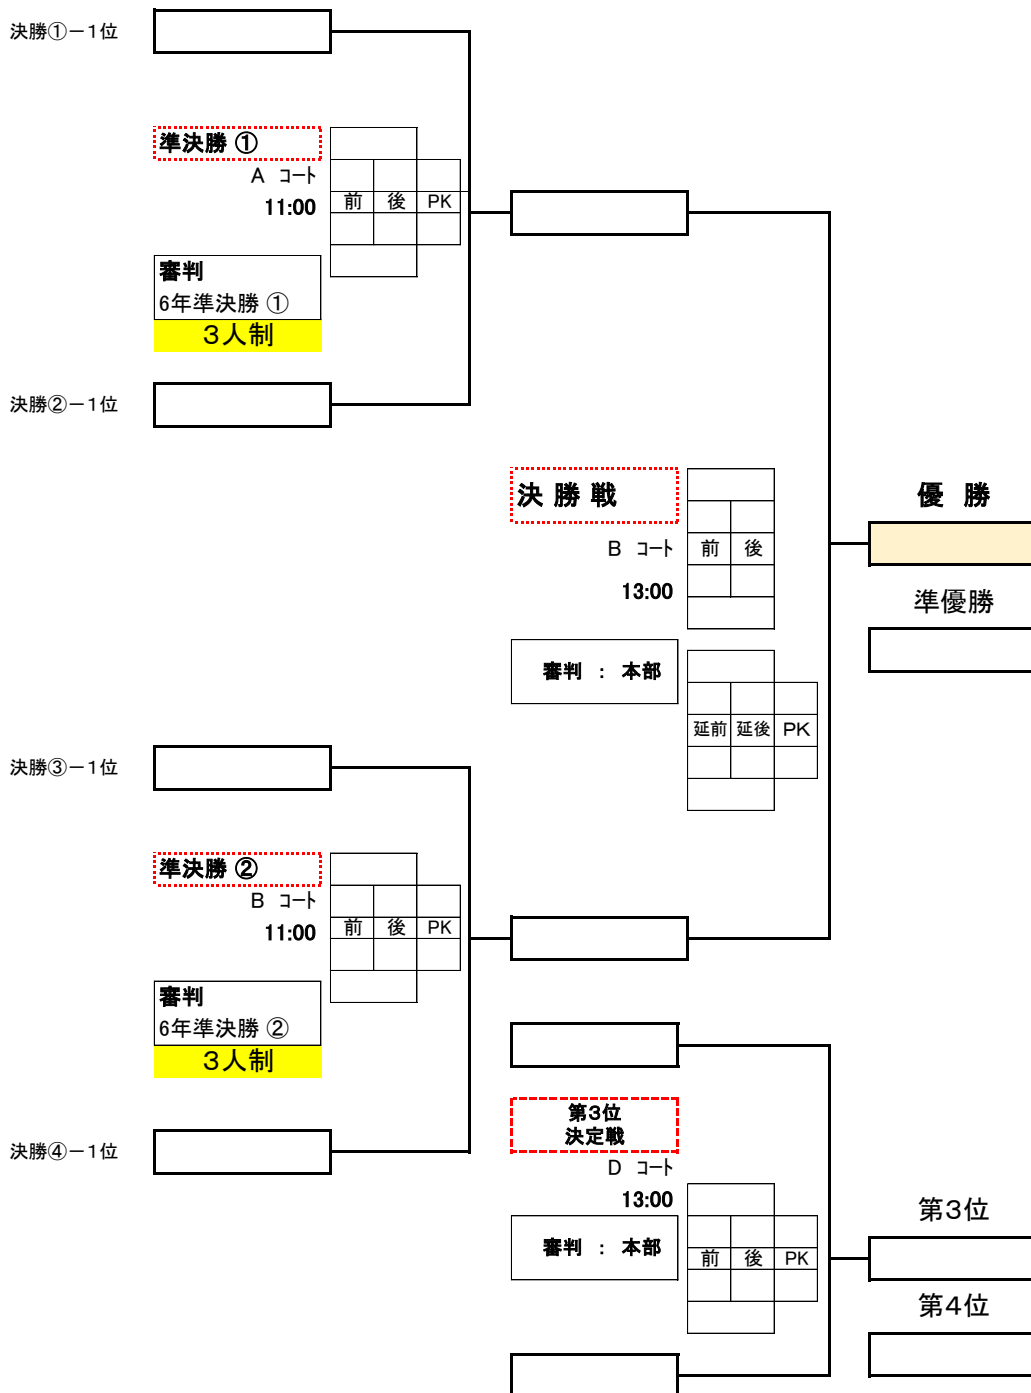 決勝①－1位
準決勝 ①
A コート
11:00
前 後 PK
審判
6年準決勝 ①
３人制
決勝②－1位
決 勝 戦
B コート
13:00
前 後
審判 ： 本部
延前 延後 PK
優 勝
準優勝
決勝③－1位
準決勝 ②
B コート
11:00
前 後 PK
審判
6年準決勝 ②
３人制
決勝④－1位
第３位
決定戦
D コート
13:00
審判 ： 本部
前 後 PK
第３位
第４位